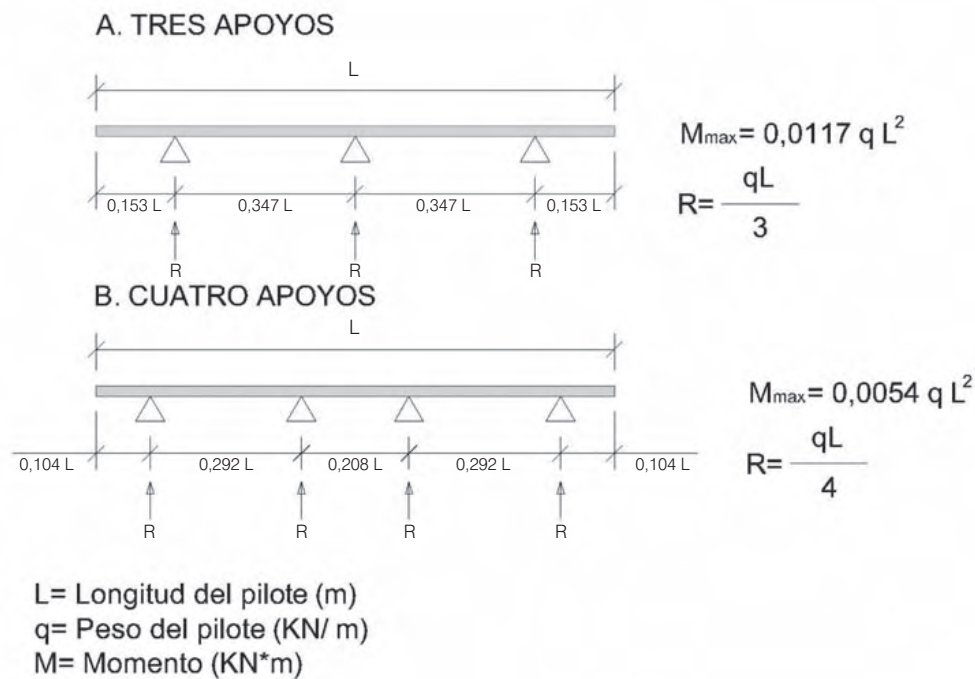 A. TRES APOYOS
L
0,153 L 0,347 L 0,347 L 0,153 L
R R R
Mmax= 0,0117 q L²
R= qL
3
B. CUATRO APOYOS
L
0,104 L 0,292 L 0,208 L 0,292 L 0,104 L
R R R R
Mmax= 0,0054 q L²
R= qL
4
L= Longitud del pilote (m)
q= Peso del pilote (KN/ m)
M= Momento (KN*m)